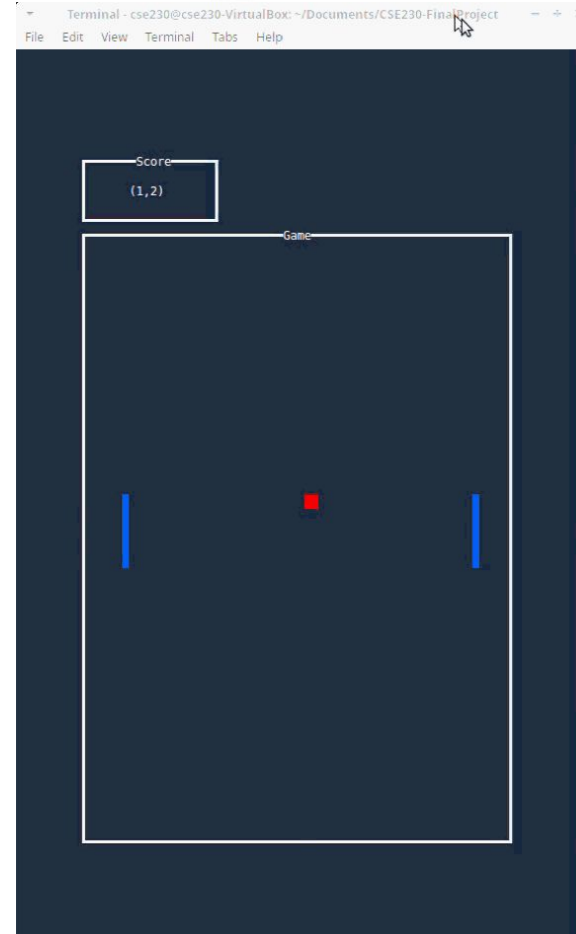 Terminal - cse230@cse230-VirtualBox: ~/Documents/CSE230-FinalProject
File Edit View Terminal Tabs Help
Score
(1,2)
Game